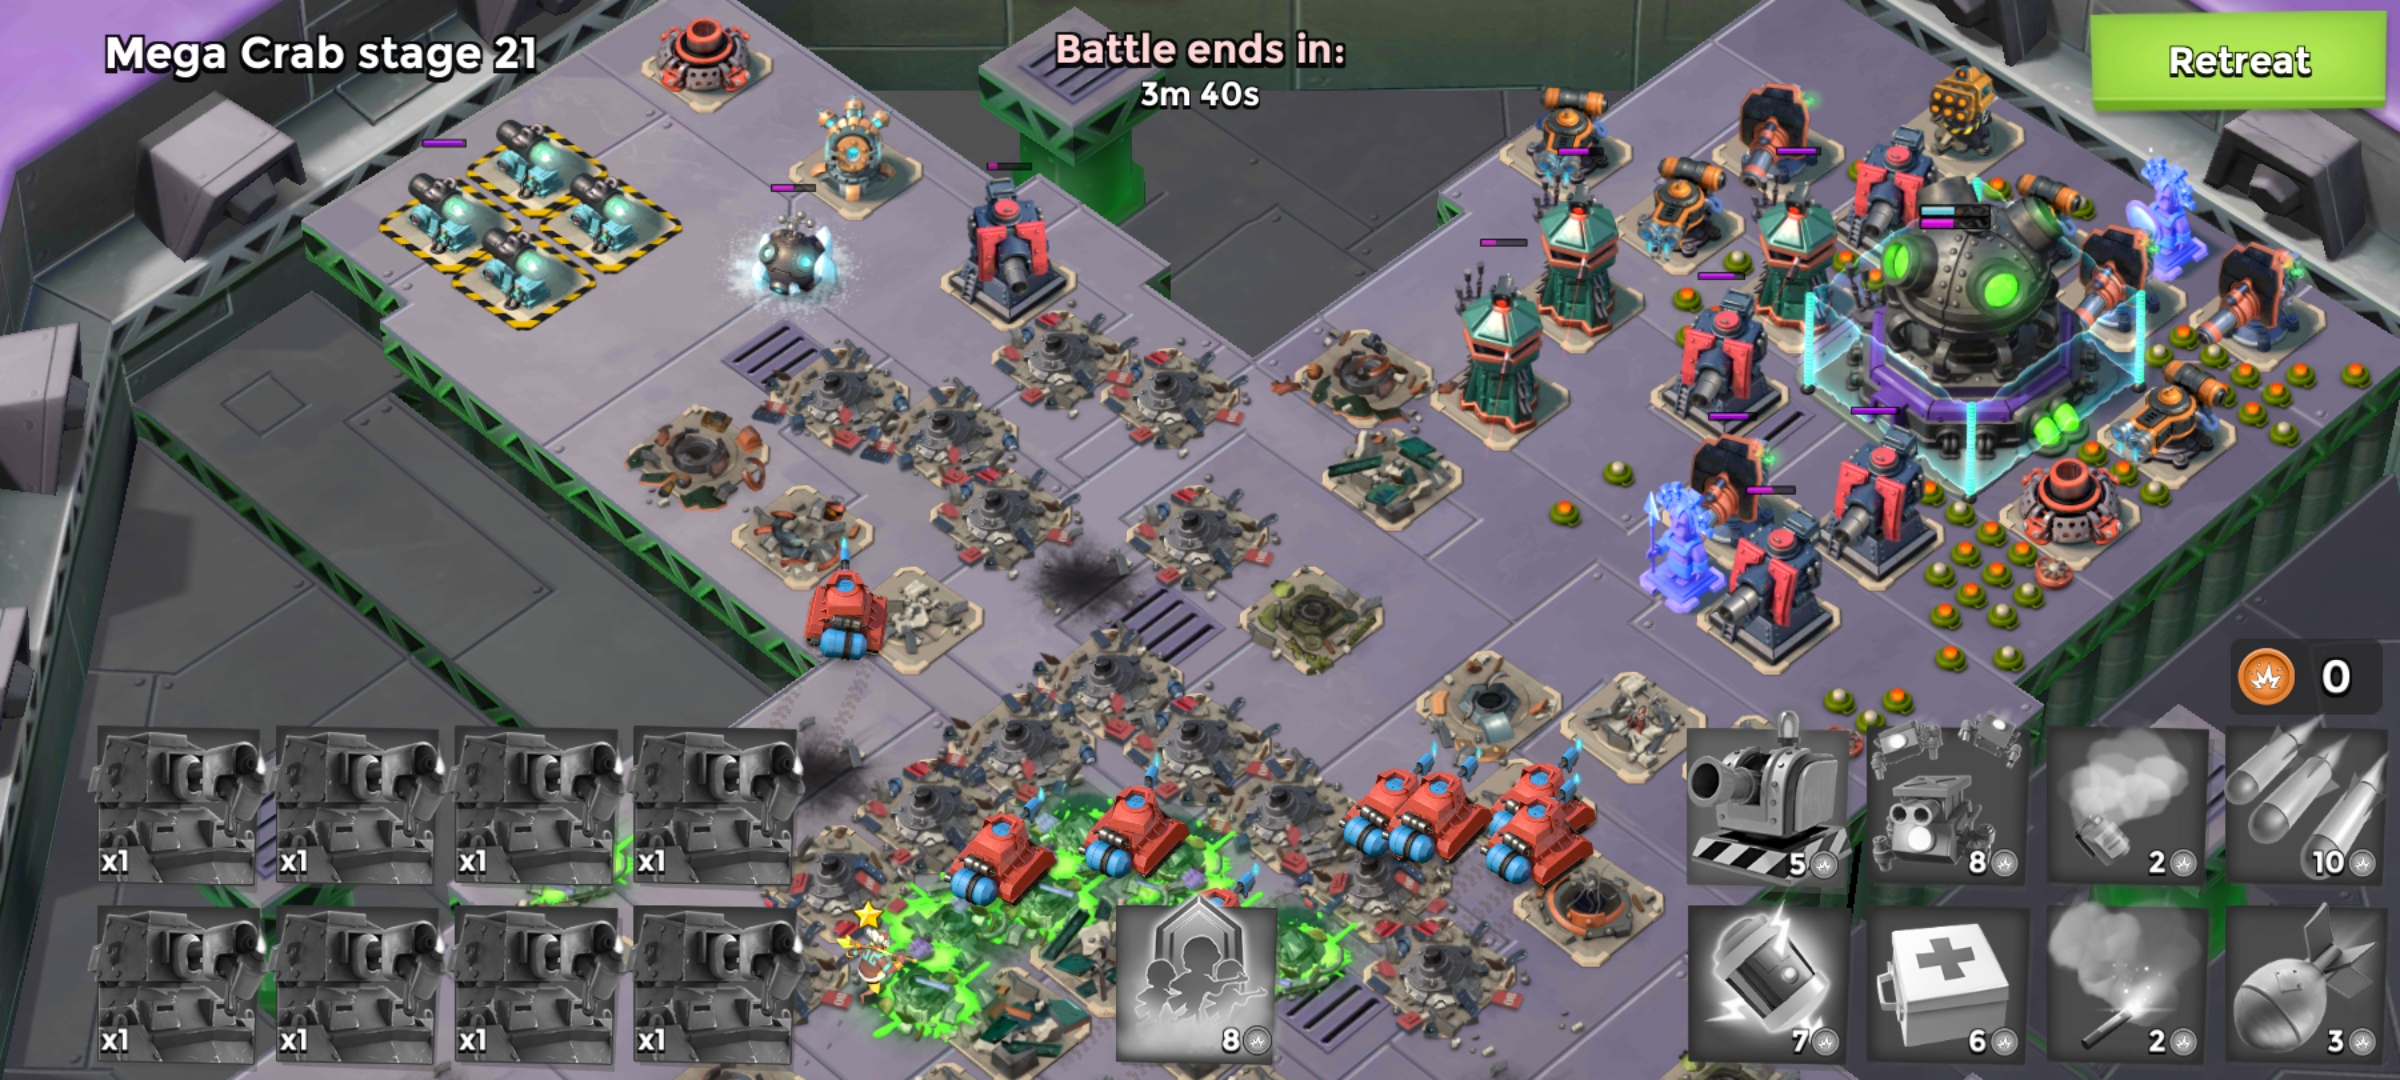 Mega Crab stage 21
Battle ends in:
3m 40s
Retreat
0
x1
x1
x1
x1
5
8
2
10
x1
x1
x1
x1
8
7
6
2
3